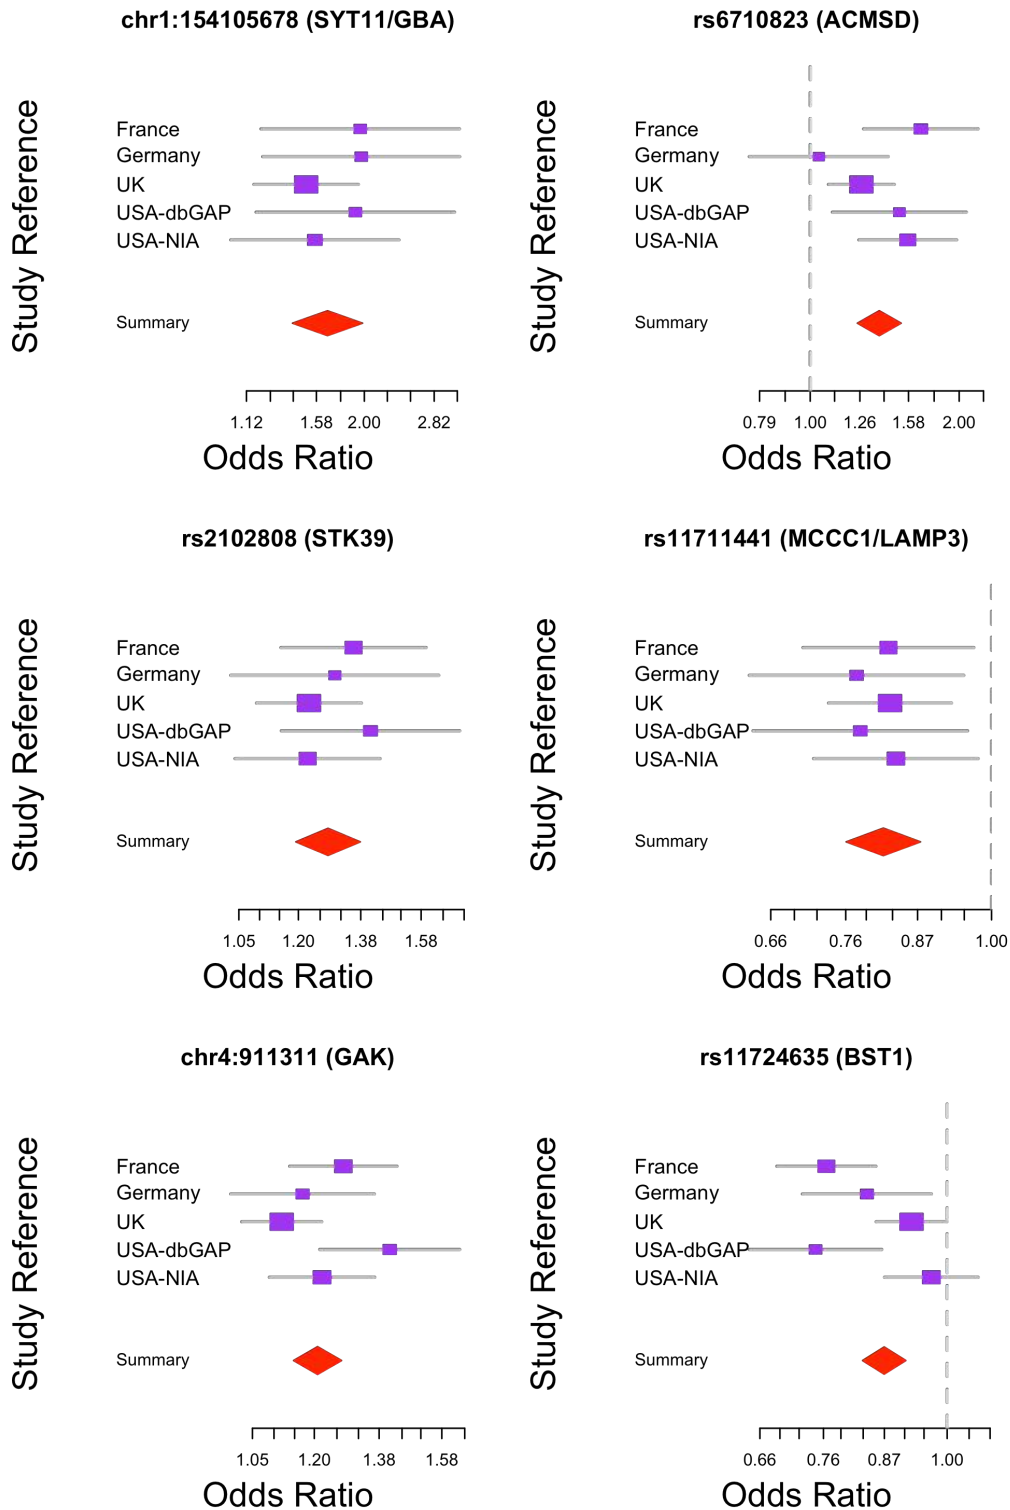 chr1:154105678 (SYT11/GBA)
Study Reference
France
Germany
UK
USA-dbGAP
USA-NIA
Summary
1.12 1.58 2.00 2.82
Odds Ratio
rs6710823 (ACMSD)
Study Reference
France
Germany
UK
USA-dbGAP
USA-NIA
Summary
0.79 1.00 1.26 1.58 2.00
Odds Ratio
rs2102808 (STK39)
Study Reference
France
Germany
UK
USA-dbGAP
USA-NIA
Summary
1.05 1.20 1.38 1.58
Odds Ratio
rs11711441 (MCCC1/LAMP3)
Study Reference
France
Germany
UK
USA-dbGAP
USA-NIA
Summary
0.66 0.76 0.87 1.00
Odds Ratio
chr4:911311 (GAK)
Study Reference
France
Germany
UK
USA-dbGAP
USA-NIA
Summary
1.05 1.20 1.38 1.58
Odds Ratio
rs11724635 (BST1)
Study Reference
France
Germany
UK
USA-dbGAP
USA-NIA
Summary
0.66 0.76 0.87 1.00
Odds Ratio